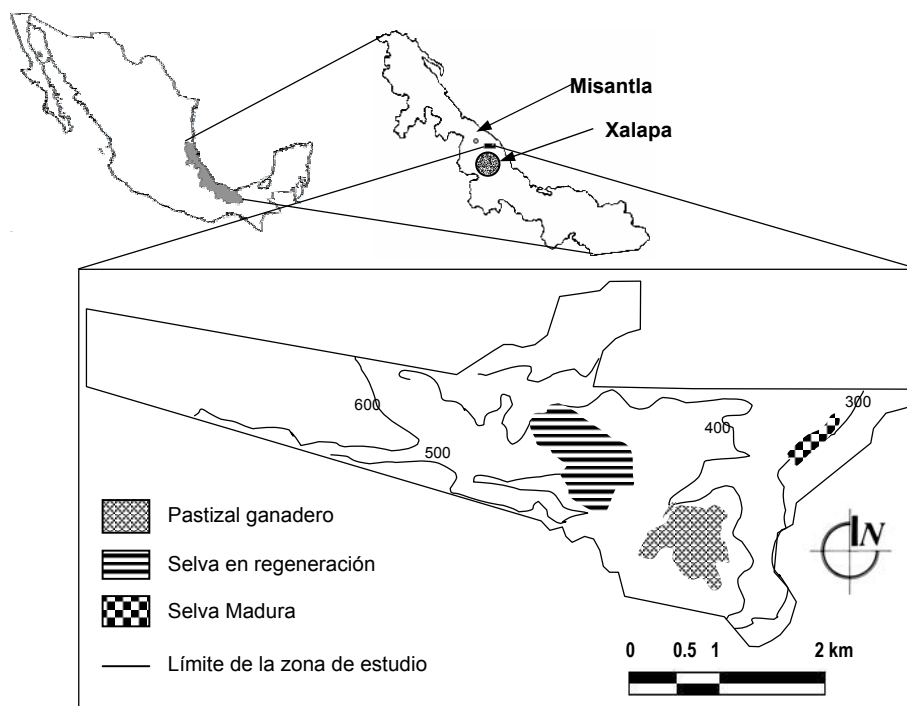 Misantla
Xalapa
600
500
400
300
Pastizal ganadero
Selva en regeneración
Selva Madura
Límite de la zona de estudio
N
0 0.5 1 2 km